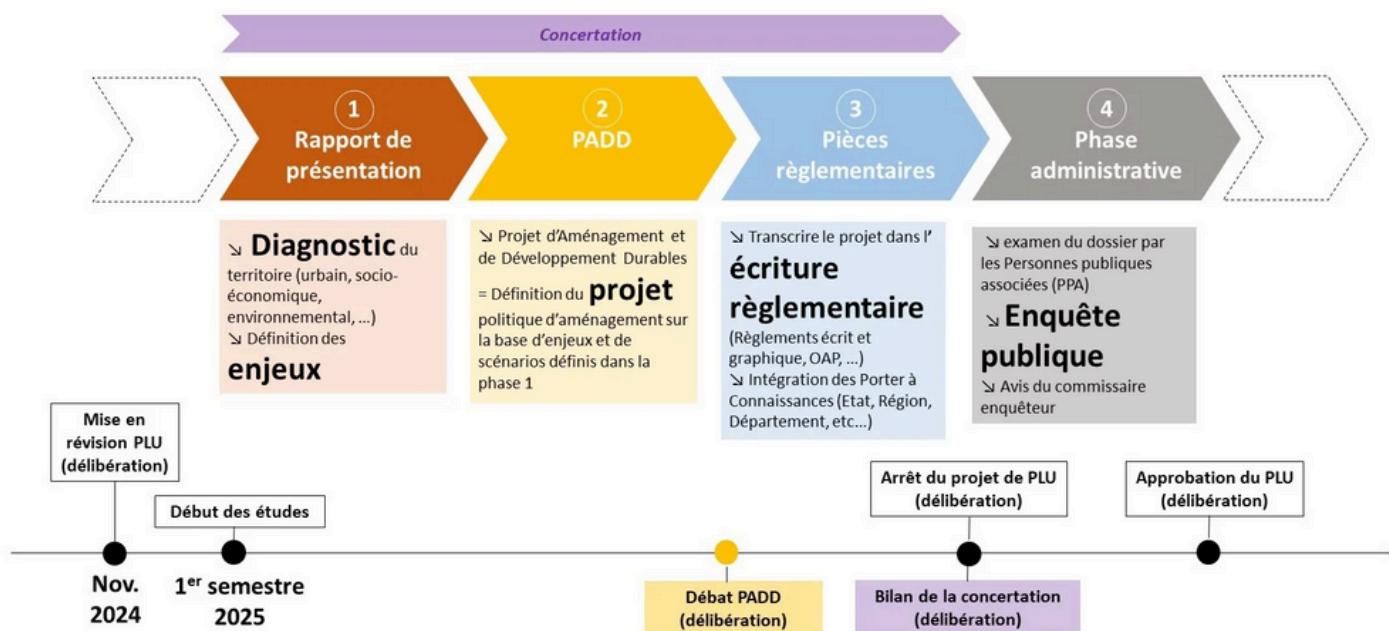 Concertation
1
Rapport de
présentation
2
PADD
3
Pièces
règlementaires
4
Phase
administrative
↘ Diagnostic du
territoire (urbain, socio-
économique,
environnemental, ...)
↘ Définition des
enjeux
↘ Projet d'Aménagement et
de Développement Durables
= Définition du projet
politique d'aménagement sur
la base d'enjeux et de
scénarios définis dans la
phase 1
↘ Transcrire le projet dans l'
écriture
règlementaire
(Règlements écrit et
graphique, OAP, ...)
↘ Intégration des Porter à
Connaissances (Etat, Région,
Département, etc...)
↘ examen du dossier par
les Personnes publiques
associées (PPA)
↘ Enquête
publique
↘ Avis du commissaire
enquêteur
Mise en
révision PLU
(délibération)
Début des études
Arrêt du projet de PLU
(délibération)
Approbation du PLU
(délibération)
Nov.
2024
1er semestre
2025
Débat PADD
(délibération)
Bilan de la concertation
(délibération)